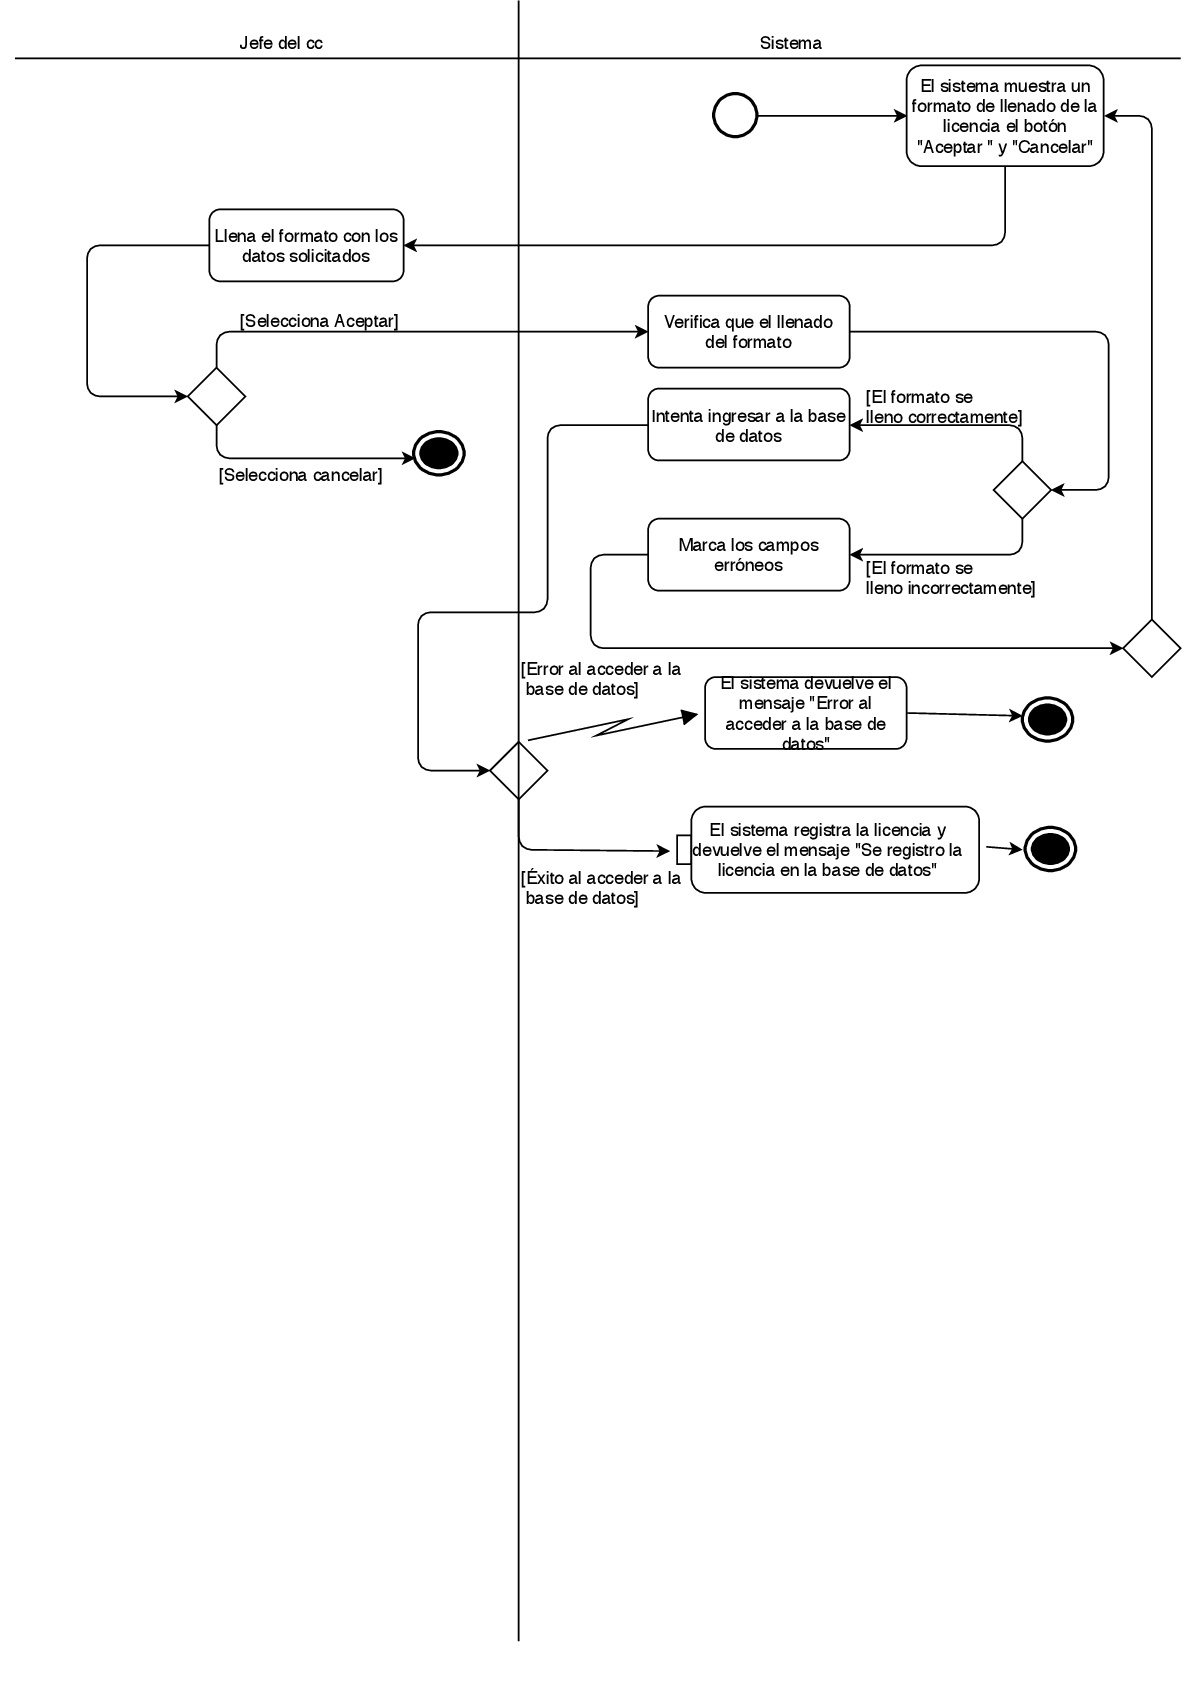 Jefe del cc
Sistema
El sistema muestra un
formato de llenado de la
licencia el botón
"Aceptar " y "Cancelar"
Llena el formato con los
datos solicitados
[Selecciona Aceptar]
Verifica que el llenado
del formato
[El formato se
lleno correctamente]
Intenta ingresar a la base
de datos
[Selecciona cancelar]
Marca los campos
erróneos
[El formato se
lleno incorrectamente]
[Error al acceder a la
base de datos]
El sistema devuelve el
mensaje "Error al
acceder a la base de
datos"
El sistema registra la licencia y
devuelve el mensaje "Se registro la
licencia en la base de datos"
[Éxito al acceder a la
base de datos]